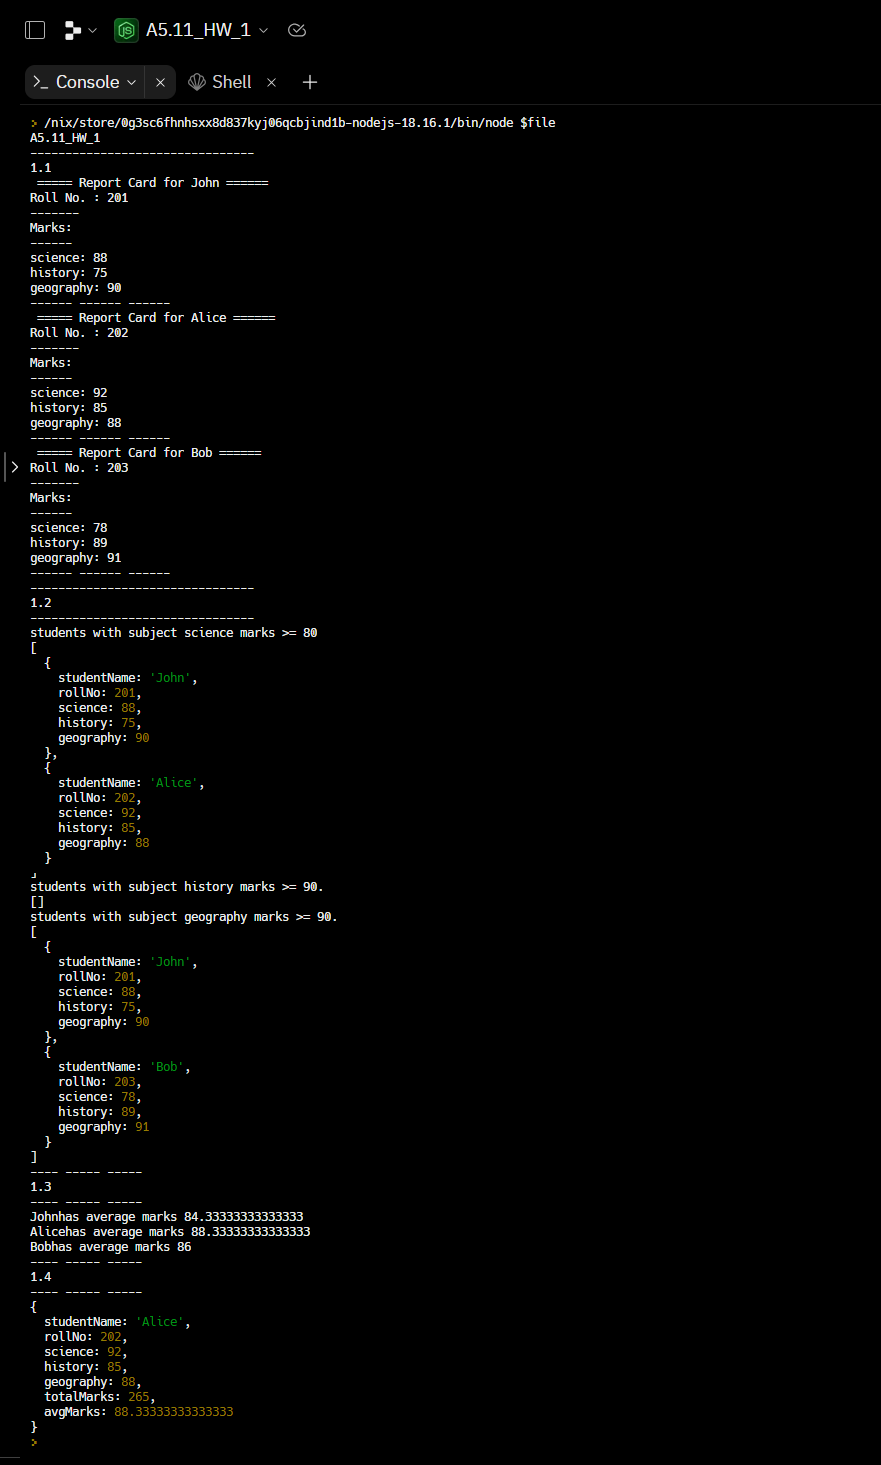 A5.11_HW_1
Console
Shell
/nix/store/0g3sc6fhnhsxx8d837kyj06qcbjind1b-nodejs-18.16.1/bin/node $file
A5.11_HW_1
--------------------------------
1.1
===== Report Card for John ======
Roll No. : 201
-------
Marks:
------
science: 88
history: 75
geography: 90
------ ------ ------
===== Report Card for Alice ======
Roll No. : 202
-------
Marks:
------
science: 92
history: 85
geography: 88
------ ------ ------
===== Report Card for Bob ======
Roll No. : 203
-------
Marks:
------
science: 78
history: 89
geography: 91
------ ------ ------
--------------------------------
1.2
--------------------------------
students with subject science marks >= 80
[
  {
    studentName: 'John',
    rollNo: 201,
    science: 88,
    history: 75,
    geography: 90
  },
  {
    studentName: 'Alice',
    rollNo: 202,
    science: 92,
    history: 85,
    geography: 88
  }
]
students with subject history marks >= 90.
[]
students with subject geography marks >= 90.
[
  {
    studentName: 'John',
    rollNo: 201,
    science: 88,
    history: 75,
    geography: 90
  },
  {
    studentName: 'Bob',
    rollNo: 203,
    science: 78,
    history: 89,
    geography: 91
  }
]
---- ----- -----
1.3
---- ----- -----
Johnhas average marks 84.33333333333333
Alicehas average marks 88.33333333333333
Bobhas average marks 86
---- ----- -----
1.4
---- ----- -----
{
  studentName: 'Alice',
  rollNo: 202,
  science: 92,
  history: 85,
  geography: 88,
  totalMarks: 265,
  avgMarks: 88.33333333333333
}